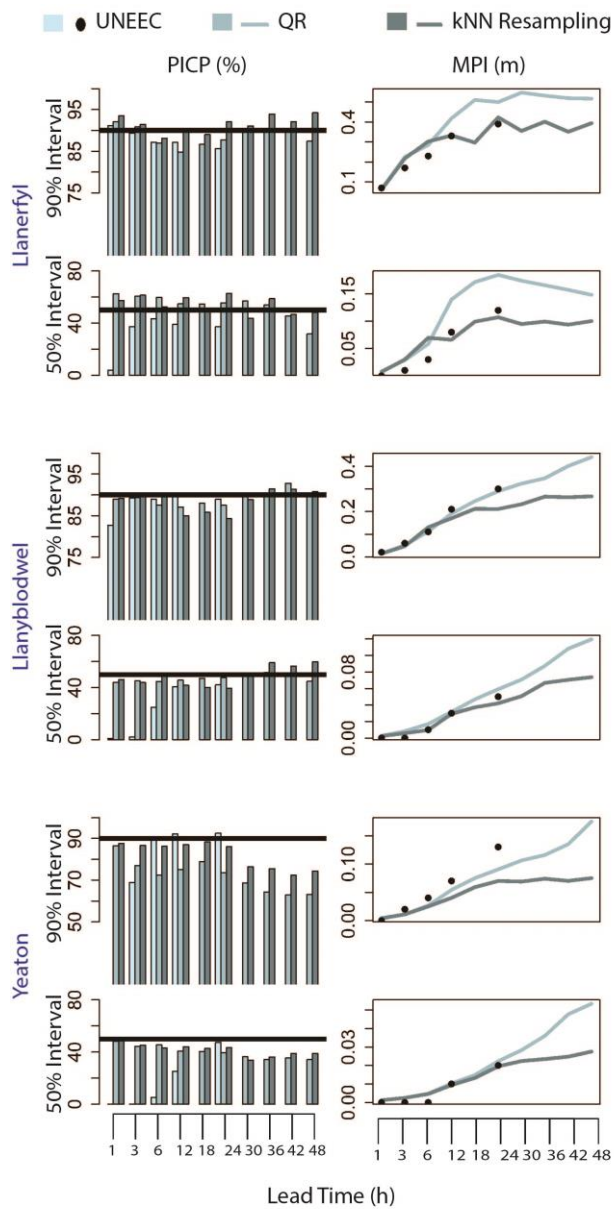 UNEEC QR kNN Resampling
PICP (%) MPI (m)
Llanerfyl
90% Interval
95
85
75
0.4
0.1
50% Interval
80
40
0
0.15
0.05
Llanyblodwel
90% Interval
95
85
75
0.4
0.2
0.0
50% Interval
80
40
0
0.08
0.00
Yeaton
90% Interval
90
70
50
0.10
0.00
50% Interval
80
40
0
0.03
0.00
1 3 6 12 18 24 30 36 42 48 1 3 6 12 18 24 30 36 42 48
Lead Time (h)